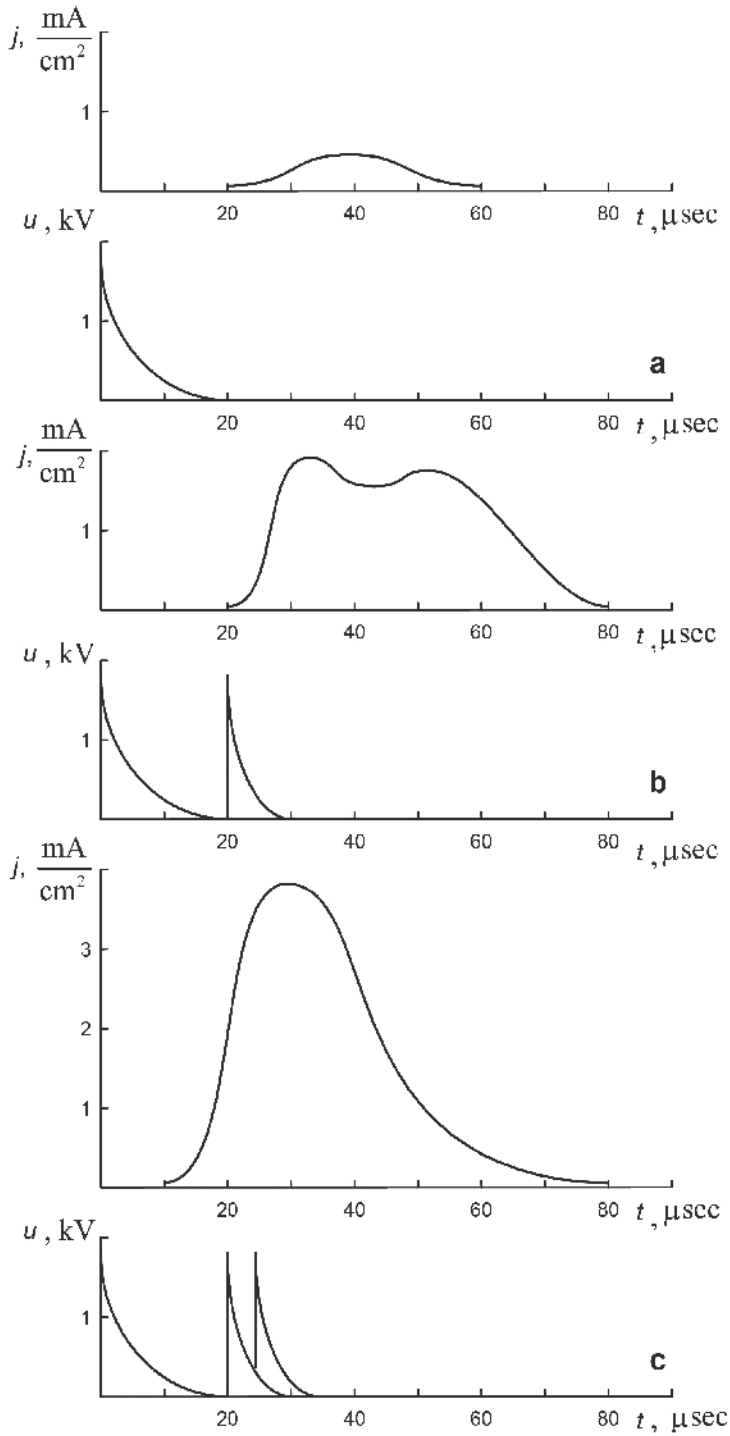 j, mA/cm²
1
20 40 60 80 t ,μsec
u , kV
1
a
20 40 60 80 t ,μsec
j, mA/cm²
1
20 40 60 80 t ,μsec
u , kV
1
b
20 40 60 80 t ,μsec
j, mA/cm²
3
2
1
20 40 60 80 t ,μsec
u , kV
1
c
20 40 60 80 t , μsec